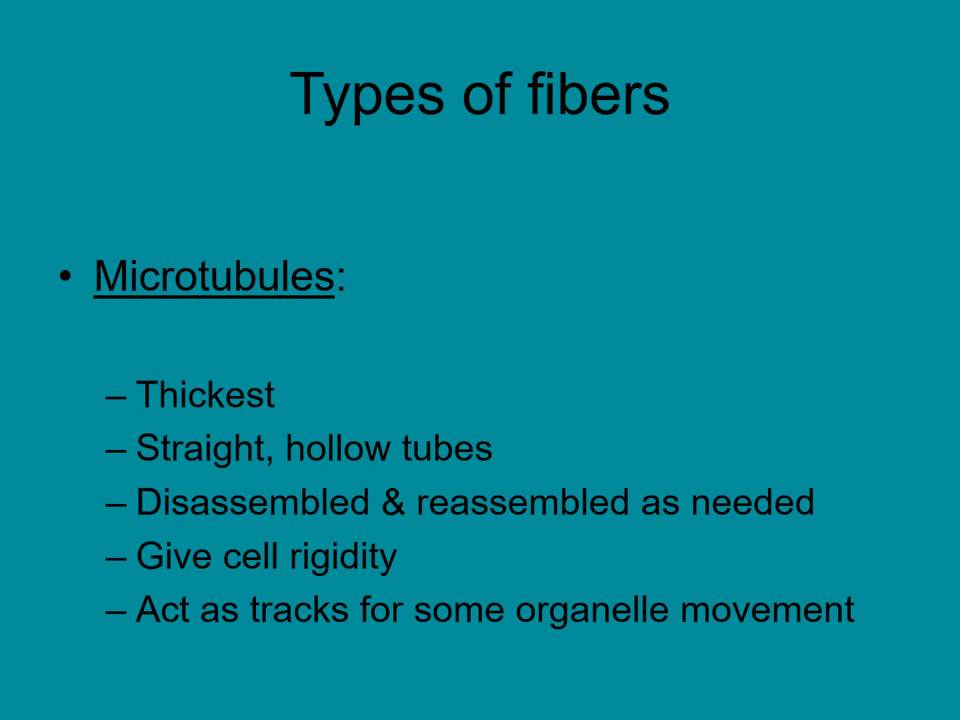 Types of fibers
• Microtubules:
– Thickest
– Straight, hollow tubes
– Disassembled & reassembled as needed
– Give cell rigidity
– Act as tracks for some organelle movement